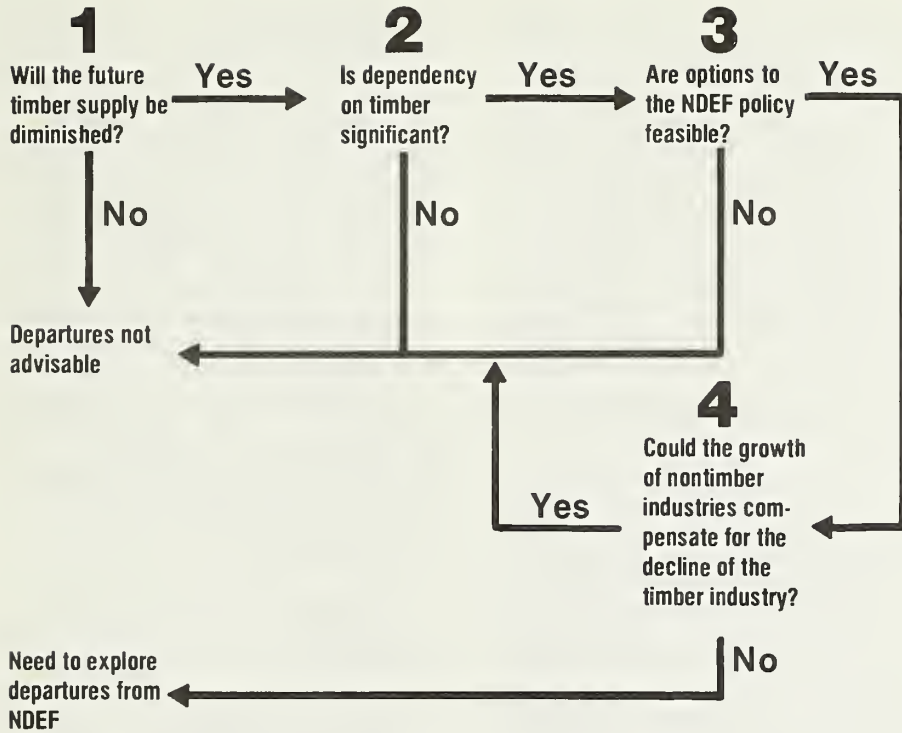 1
Will the future
timber supply be
diminished?
Yes
No
2
Is dependency
on timber
significant?
Yes
No
3
Are options to
the NDEF policy
feasible?
Yes
No
Departures not
advisable
4
Could the growth
of nontimber
industries com-
pensate for the
decline of the
timber industry?
Yes
No
Need to explore
departures from
NDEF